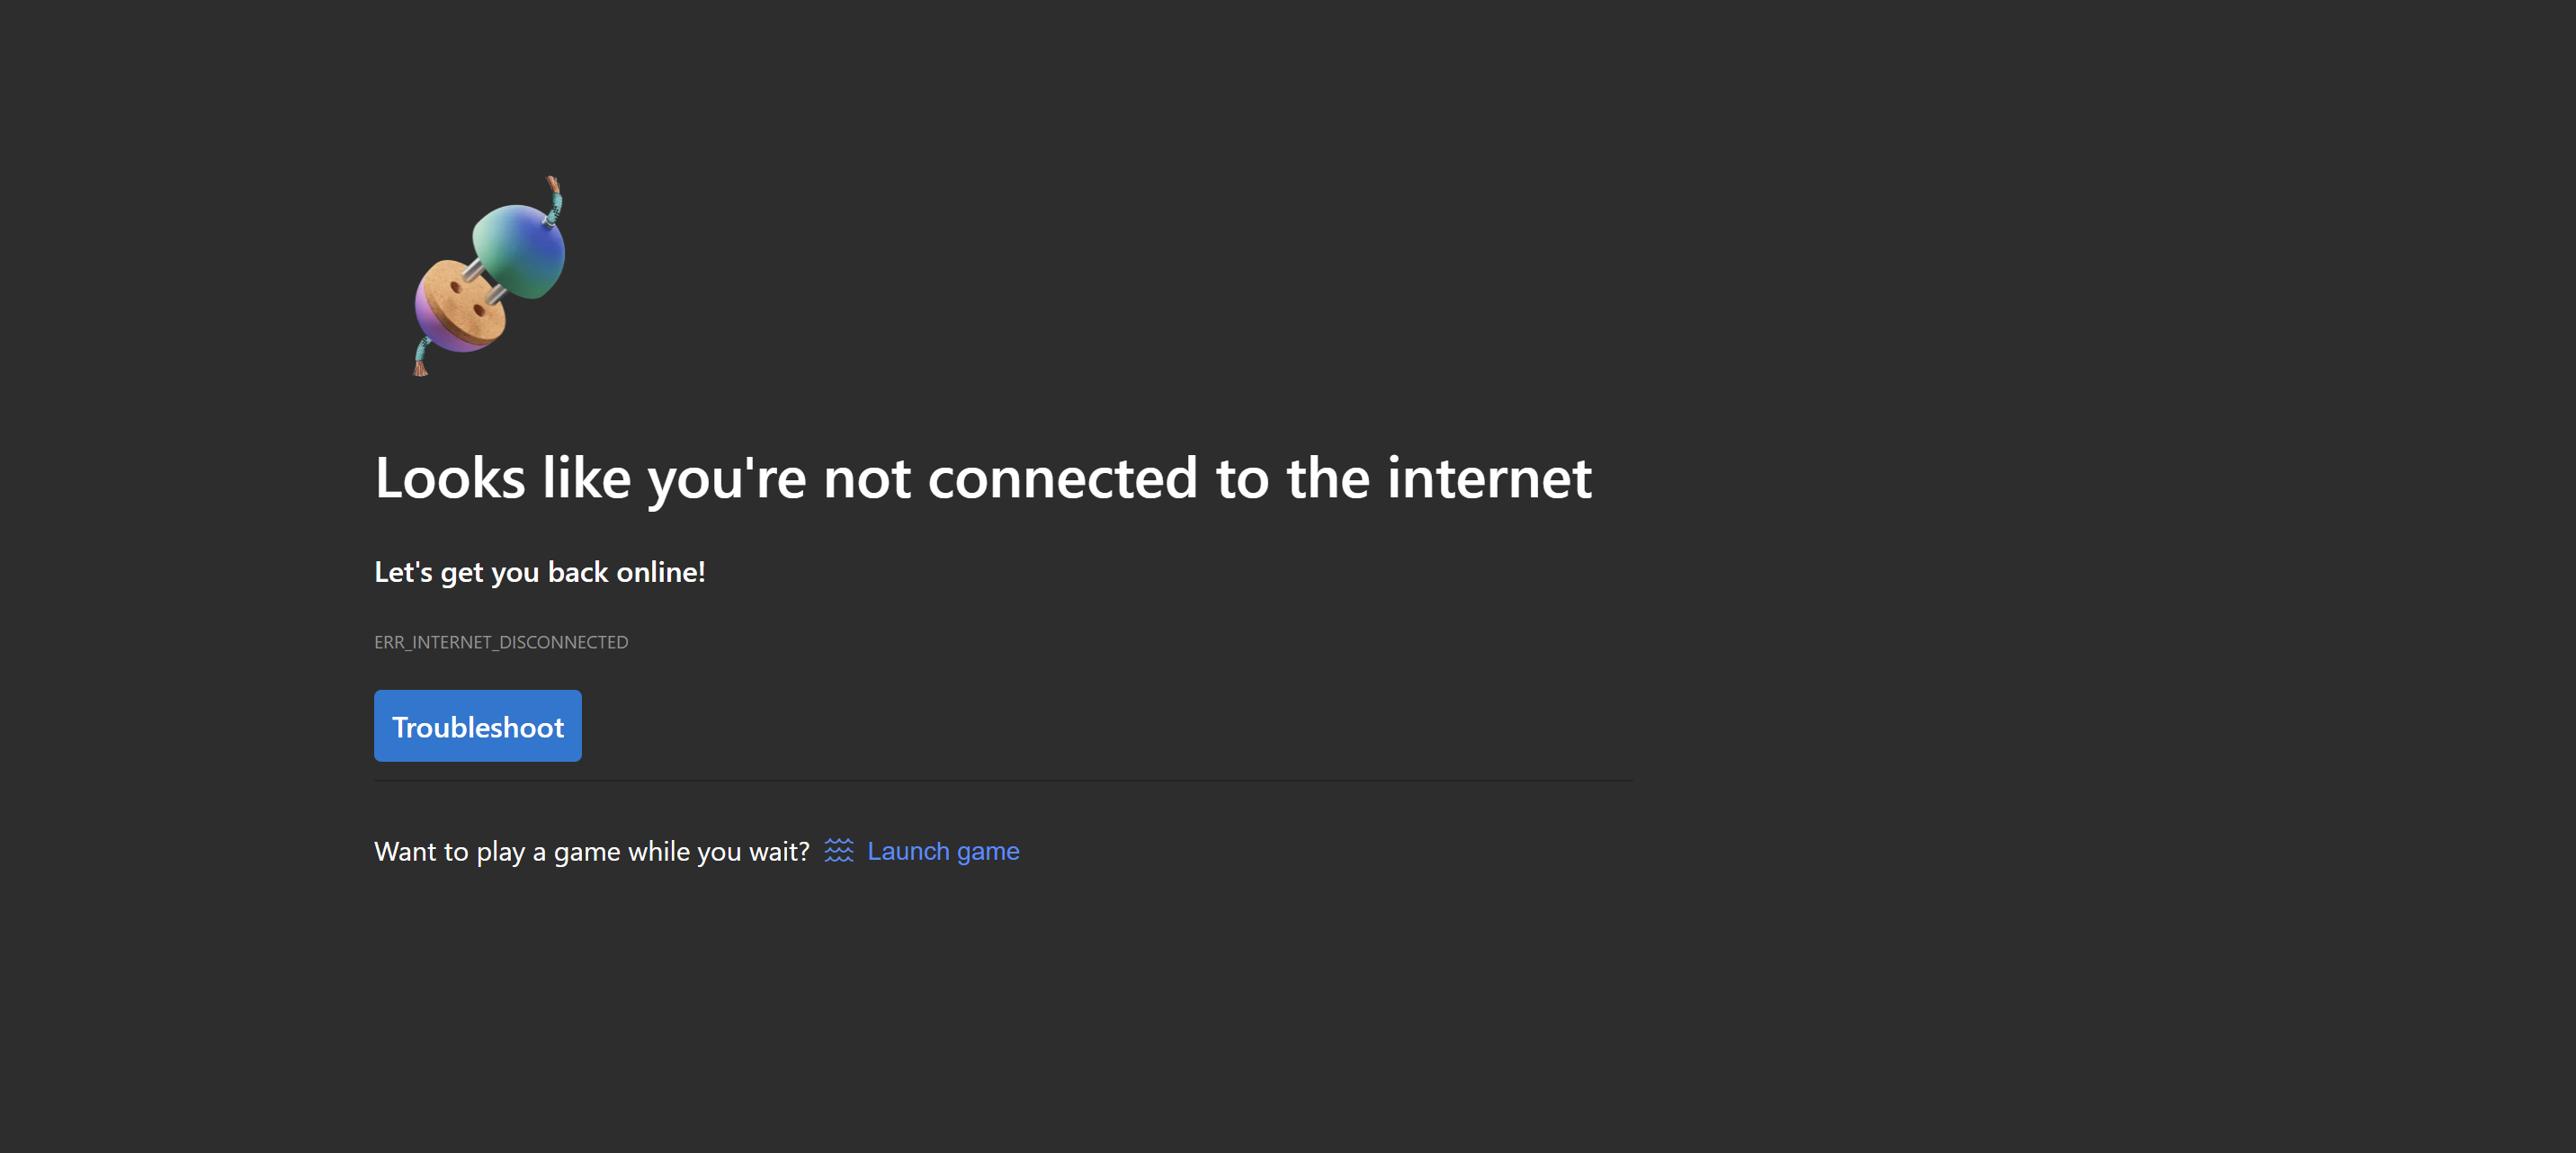 Looks like you're not connected to the internet
Let's get you back online!
ERR_INTERNET_DISCONNECTED
Troubleshoot
Want to play a game while you wait? Launch game